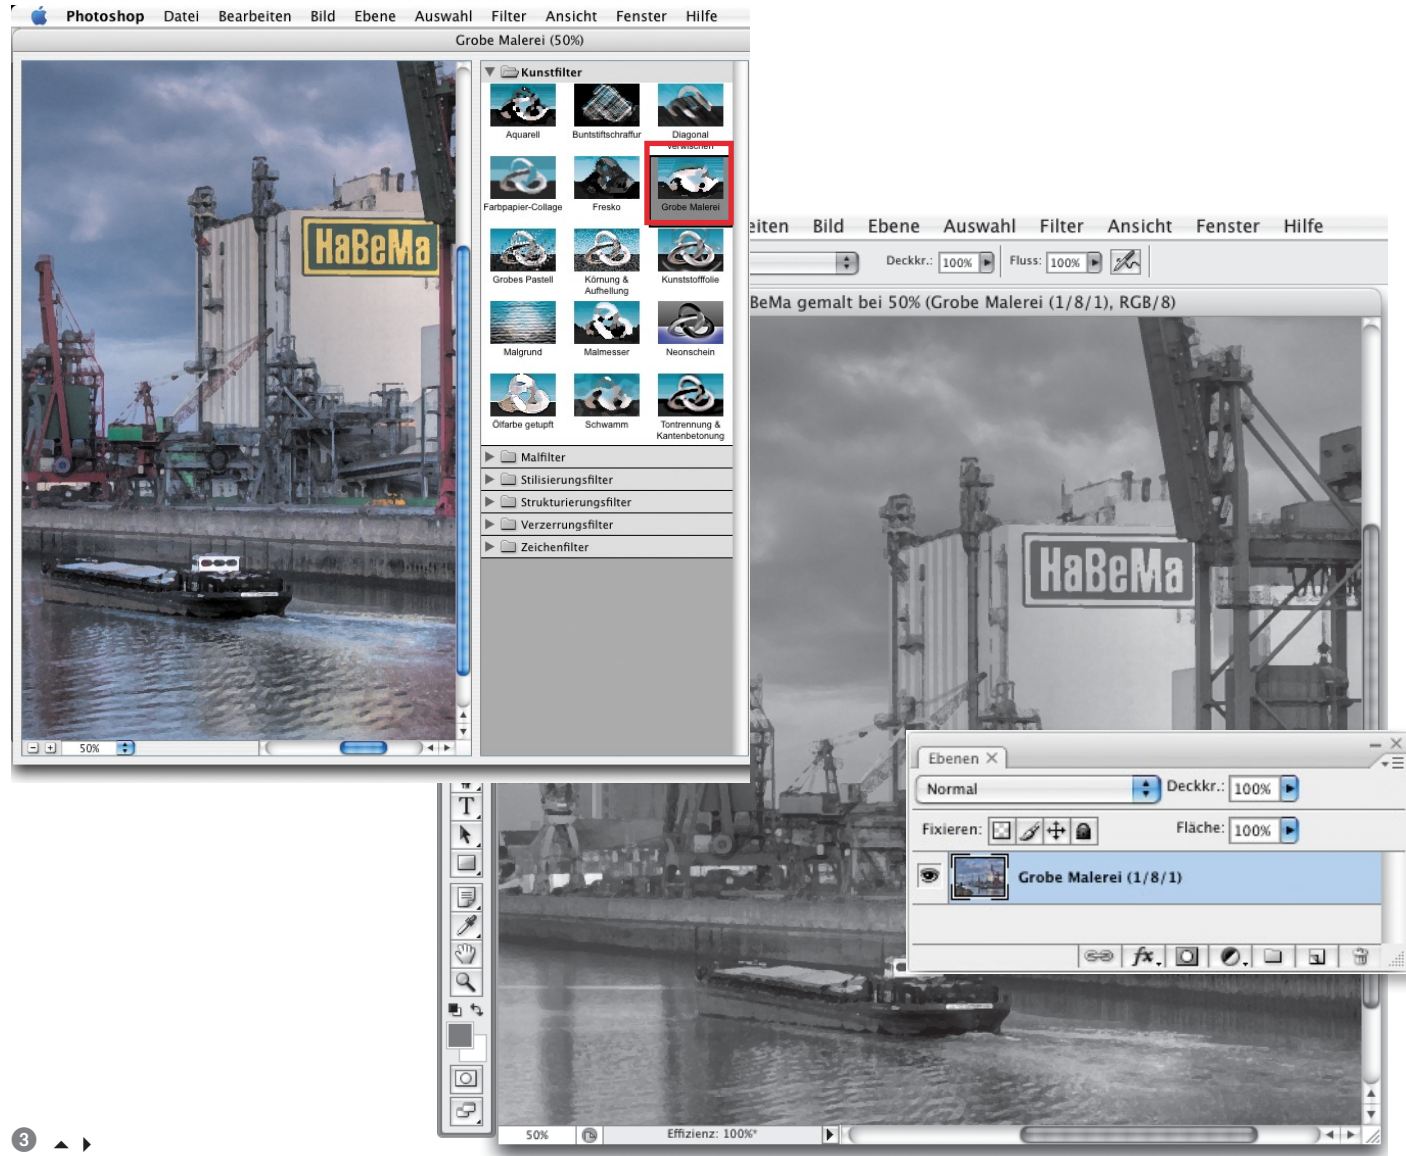 Photoshop Datei Bearbeiten Bild Ebene Auswahl Filter Ansicht Fenster Hilfe
Grobe Malerei (50%)
Kunstfilter
Aquarell Buntstiftschraffur Diagonal
verwischen
Farbpapier-Collage Fresko Grobe Malerei
Grobes Pastell Körnung & Kunststofffolie
Aufhellung
Malgrund Malmesser Neonschein
Ölfarbe getupft Schwamm Tontrennung &
Kantenbetonung
Malfilter
Stilisierungsfilter
Strukturierungsfilter
Verzerrungsfilter
Zeichenfilter
HaBeMa
50%
eiten Bild Ebene Auswahl Filter Ansicht Fenster Hilfe
Deckkr.: 100% Fluss: 100%
BeMa gemalt bei 50% (Grobe Malerei (1/8/1), RGB/8)
HaBeMa
Ebenen
Normal Deckkr.: 100%
Fixieren: Fläche: 100%
Grobe Malerei (1/8/1)
fx
T
50% Effizienz: 100%*
3